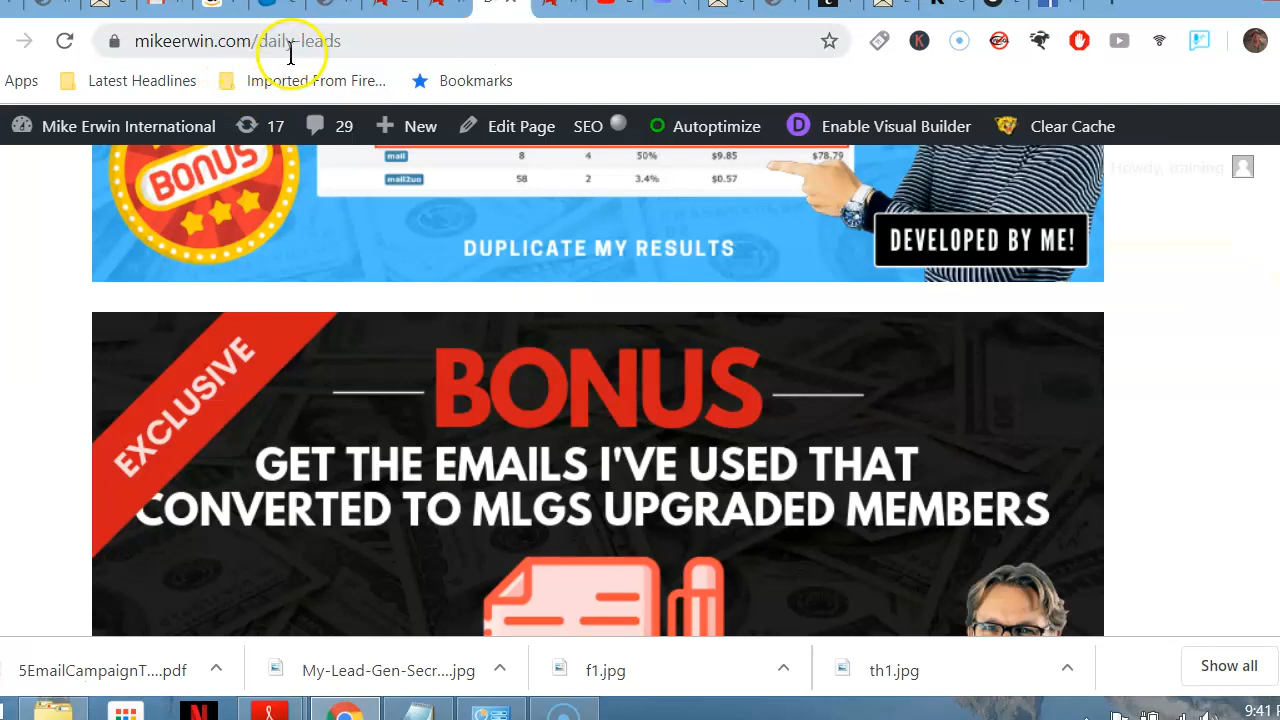 mikeerwin.com/daily-leads
Apps Latest Headlines Imported From Fire... Bookmarks
Mike Erwin International 17 29 New Edit Page SEO Autoptimize Enable Visual Builder Clear Cache
Howdy, training
BONUS
mail 8 4 50% $9.85 $78.79
mail2uo 58 2 3.4% $0.57
DUPLICATE MY RESULTS
DEVELOPED BY ME!
EXCLUSIVE
BONUS
GET THE EMAILS I'VE USED THAT
CONVERTED TO MLGS UPGRADED MEMBERS
5EmailCampaignT....pdf My-Lead-Gen-Secr....jpg f1.jpg th1.jpg Show all
9:41